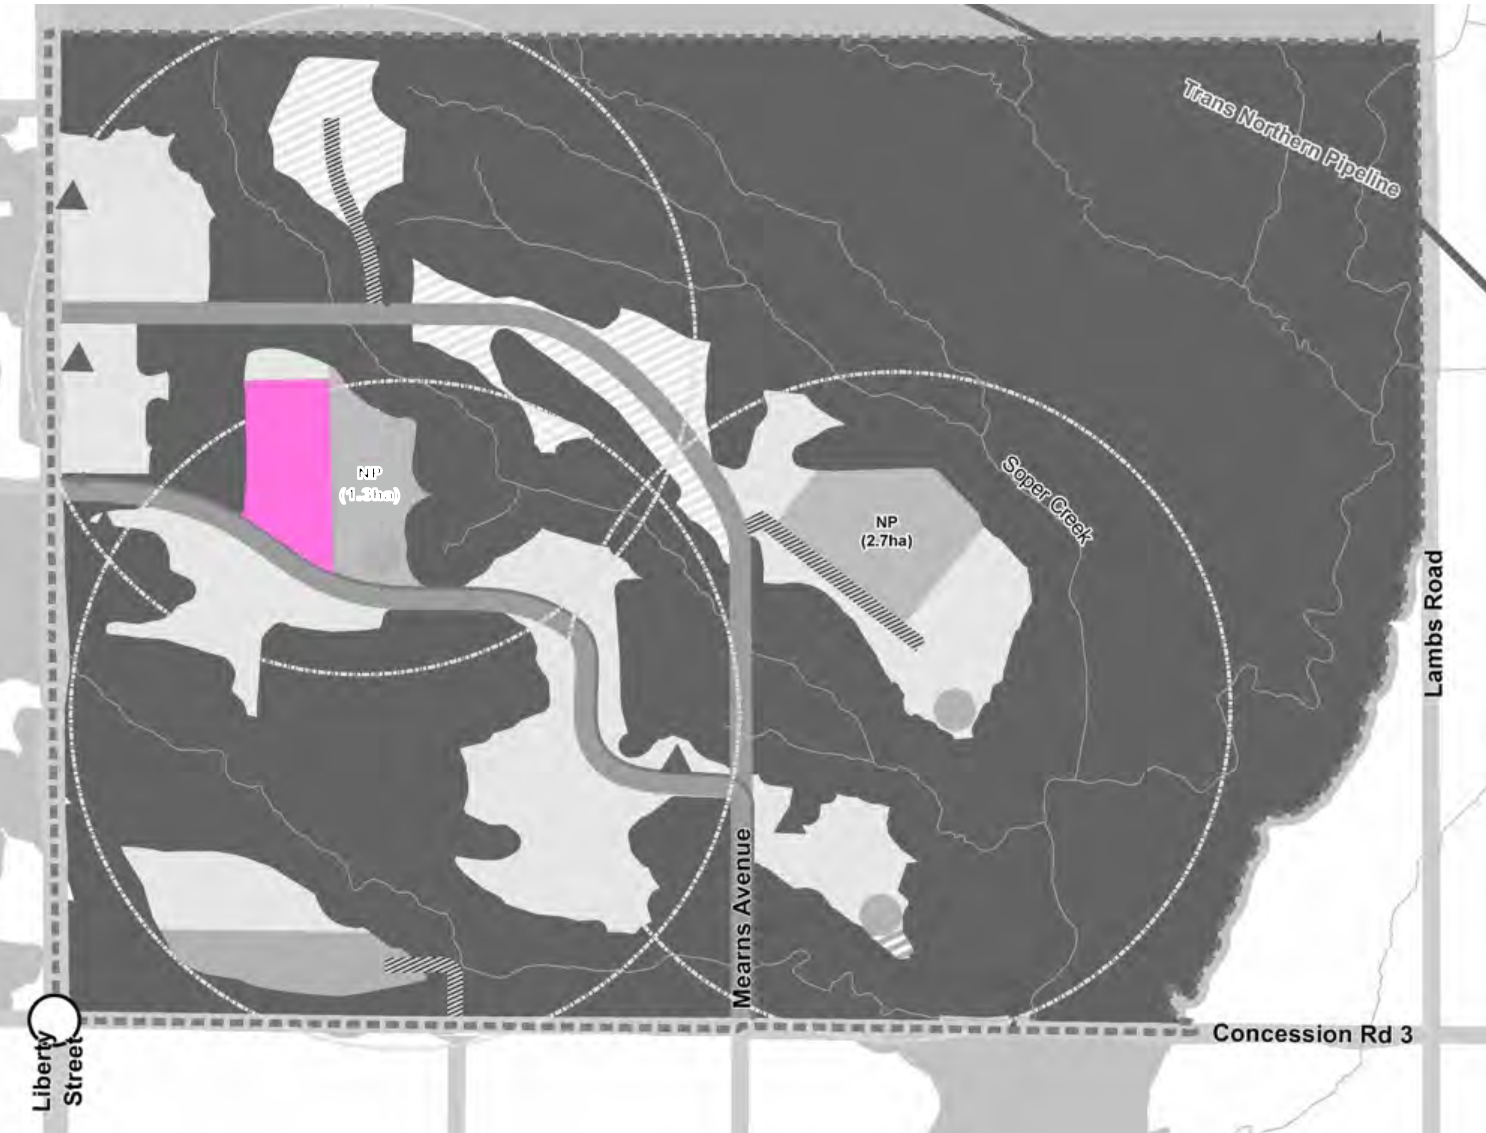 Trans Northern Pipeline
NP
Soper Creek
NP
(2.7ha)
Lambs Road
Mearns Avenue
Concession Rd 3
Liberty
Street